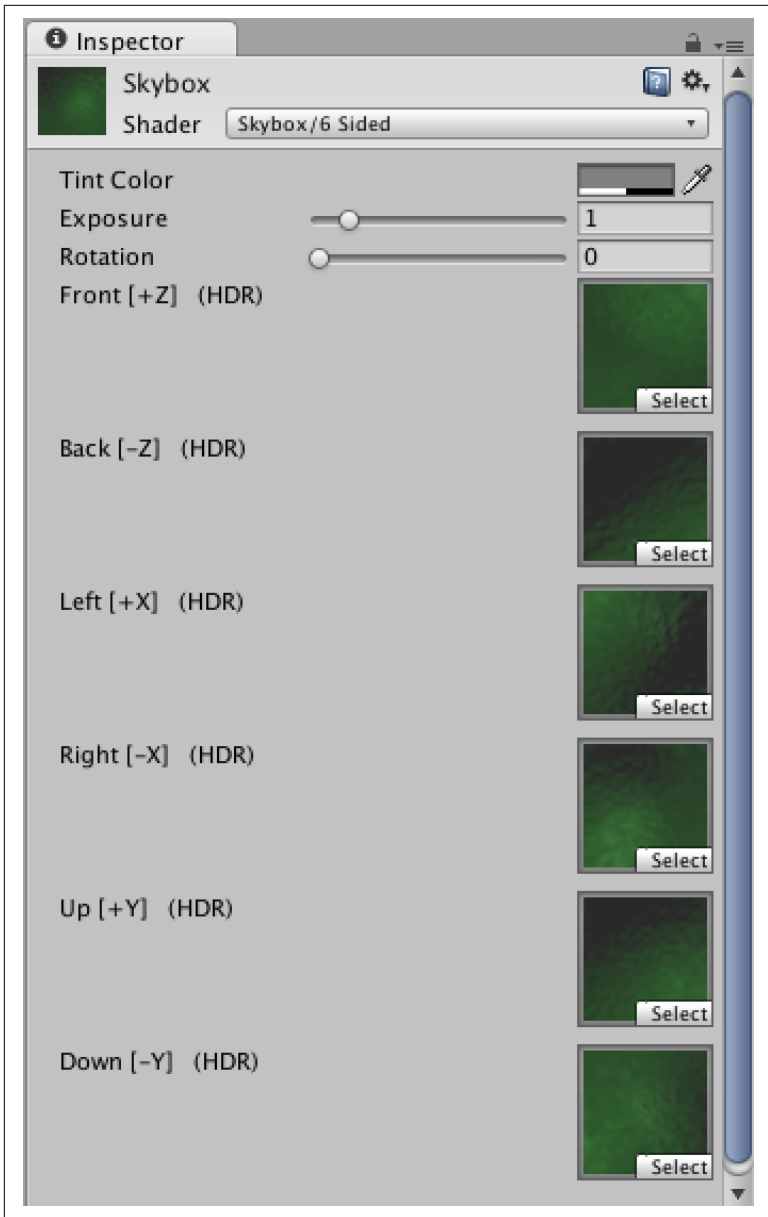 Inspector
Skybox
Shader Skybox/6 Sided
Tint Color
Exposure 1
Rotation 0
Front [+Z] (HDR)
Select
Back [−Z] (HDR)
Select
Left [+X] (HDR)
Select
Right [−X] (HDR)
Select
Up [+Y] (HDR)
Select
Down [−Y] (HDR)
Select